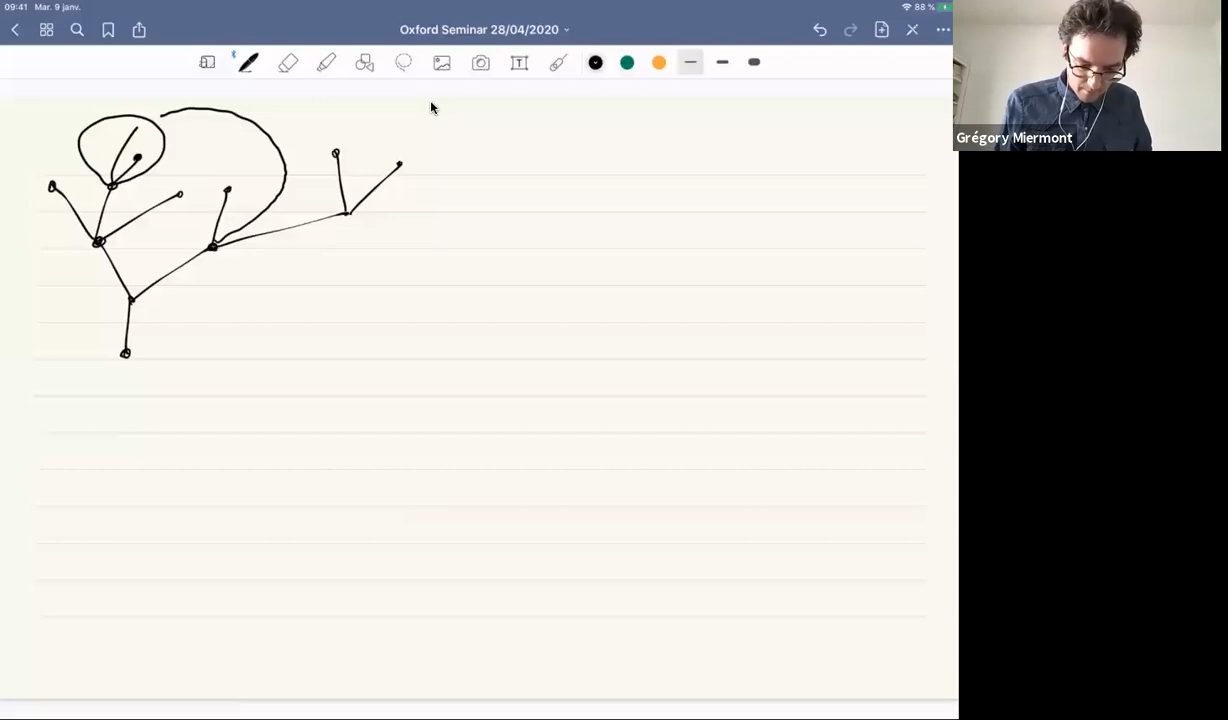 09:41 Mar. 9 janv.
88 %
Oxford Seminar 28/04/2020
T
Grégory Miermont